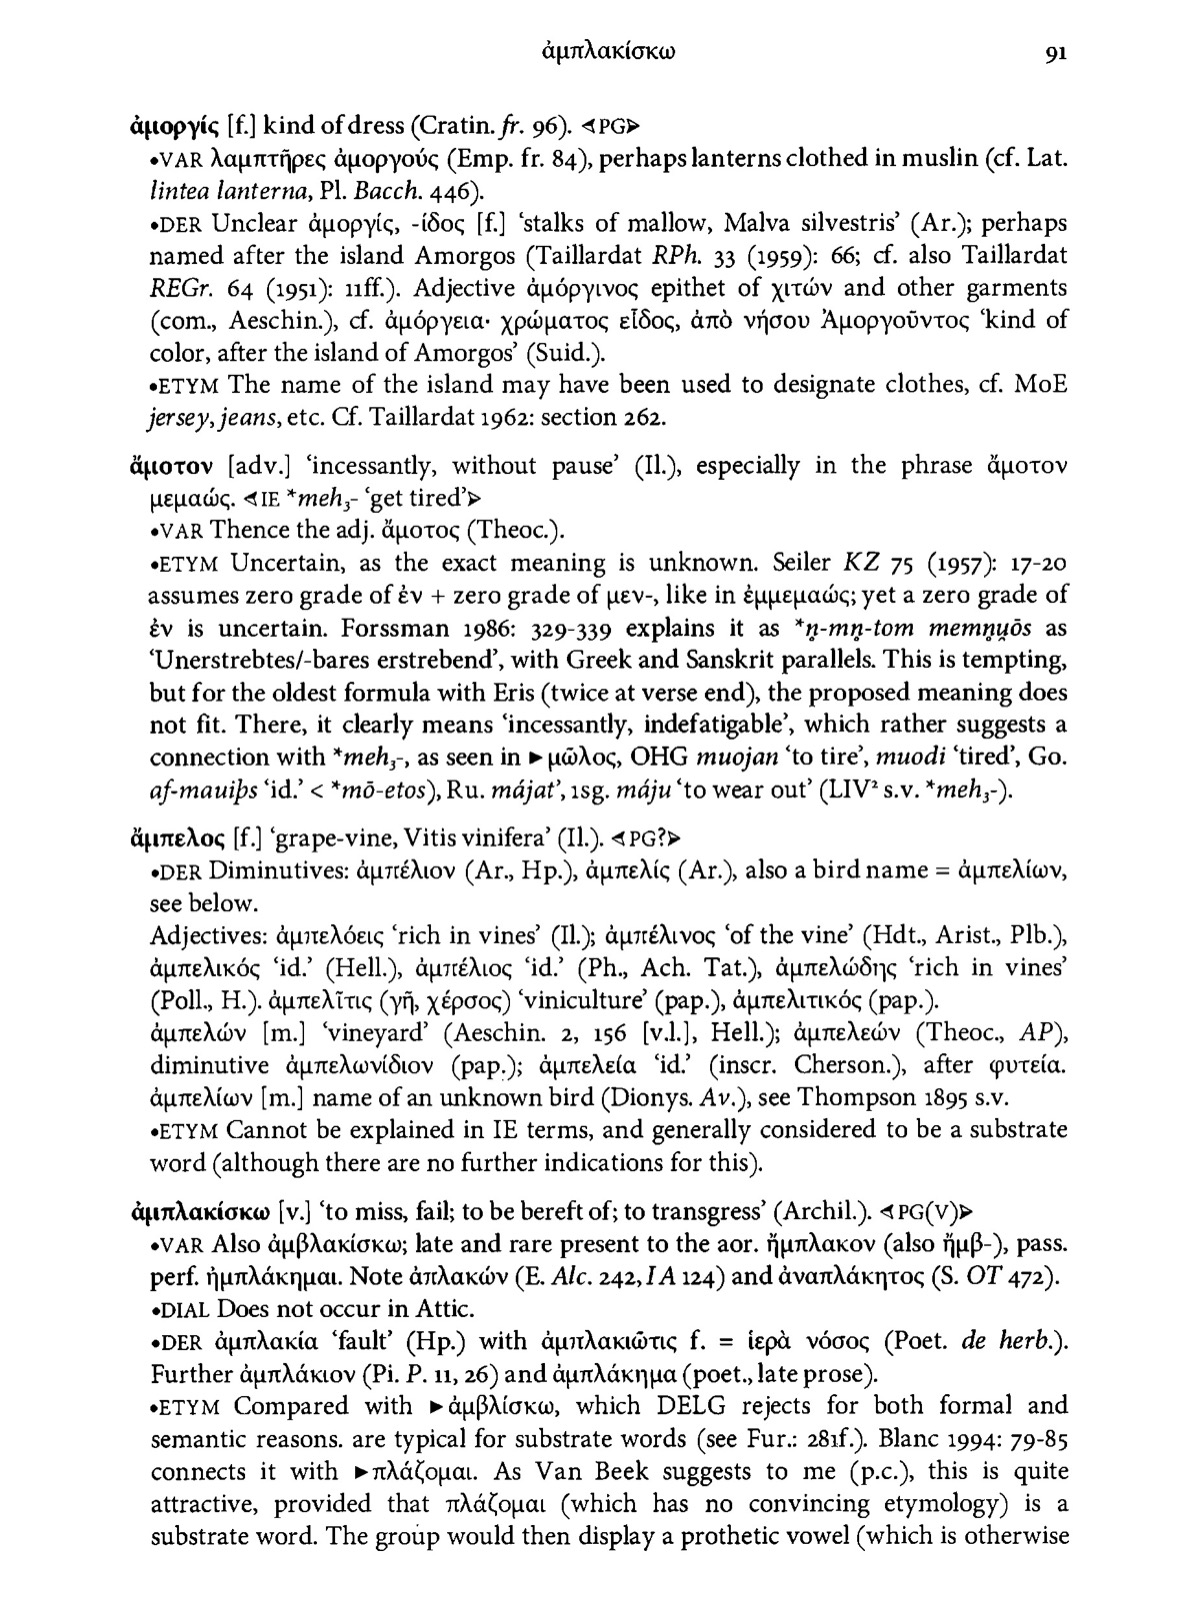 ἀμπλακίσκω 91
ἀμοργίς [f.] kind of dress (Cratin. fr. 96). ⊲PG⊳
•VAR λαμπτῆρες ἀμοργούς (Emp. fr. 84), perhaps lanterns clothed in muslin (cf. Lat.
lintea lanterna, Pl. Bacch. 446).
•DER Unclear ἀμοργίς, -ίδος [f.] ‘stalks of mallow, Malva silvestris’ (Ar.); perhaps
named after the island Amorgos (Taillardat RPh. 33 (1959): 66; cf. also Taillardat
REGr. 64 (1951): 11ff.). Adjective ἀμόργινος epithet of χιτών and other garments
(com., Aeschin.), cf. ἀμόργεια· χρώματος εἶδος, ἀπὸ νήσου Ἀμοργοῦντος ‘kind of
color, after the island of Amorgos’ (Suid.).
•ETYM The name of the island may have been used to designate clothes, cf. MoE
jersey, jeans, etc. Cf. Taillardat 1962: section 262.
ἄμοτον [adv.] ‘incessantly, without pause’ (Il.), especially in the phrase ἄμοτον
μεμαώς. ⊲IE *meh₃- ‘get tired’⊳
•VAR Thence the adj. ἄμοτος (Theoc.).
•ETYM Uncertain, as the exact meaning is unknown. Seiler KZ 75 (1957): 17-20
assumes zero grade of ἐν + zero grade of μεν-, like in ἐμμεμαώς; yet a zero grade of
ἐν is uncertain. Forssman 1986: 329-339 explains it as *n̥-mn̥-tom memn̥u̯ōs as
‘Unerstrebtes/-bares erstrebend’, with Greek and Sanskrit parallels. This is tempting,
but for the oldest formula with Eris (twice at verse end), the proposed meaning does
not fit. There, it clearly means ‘incessantly, indefatigable’, which rather suggests a
connection with *meh₃-, as seen in ►μῶλος, OHG muojan ‘to tire’, muodi ‘tired’, Go.
af-mauiþs ‘id.’ < *mō-etos), Ru. májat’, 1sg. máju ‘to wear out’ (LIV² s.v. *meh₃-).
ἄμπελος [f.] ‘grape-vine, Vitis vinifera’ (Il.). ⊲PG?⊳
•DER Diminutives: ἀμπέλιον (Ar., Hp.), ἀμπελίς (Ar.), also a bird name = ἀμπελίων,
see below.
Adjectives: ἀμπελόεις ‘rich in vines’ (Il.); ἀμπέλινος ‘of the vine’ (Hdt., Arist., Plb.),
ἀμπελικός ‘id.’ (Hell.), ἀμπέλιος ‘id.’ (Ph., Ach. Tat.), ἀμπελώδης ‘rich in vines’
(Poll., H.). ἀμπελῖτις (γῆ, χέρσος) ‘viniculture’ (pap.), ἀμπελιτικός (pap.).
ἀμπελών [m.] ‘vineyard’ (Aeschin. 2, 156 [v.l.], Hell.); ἀμπελεών (Theoc., AP),
diminutive ἀμπελωνίδιον (pap.); ἀμπελεία ‘id.’ (inscr. Cherson.), after φυτεία.
ἀμπελίων [m.] name of an unknown bird (Dionys. Av.), see Thompson 1895 s.v.
•ETYM Cannot be explained in IE terms, and generally considered to be a substrate
word (although there are no further indications for this).
ἀμπλακίσκω [v.] ‘to miss, fail; to be bereft of; to transgress’ (Archil.). ⊲PG(V)⊳
•VAR Also ἀμβλακίσκω; late and rare present to the aor. ἤμπλακον (also ἤμβ-), pass.
perf. ἠμπλάκημαι. Note ἀπλακών (E. Alc. 242, IA 124) and ἀναπλάκητος (S. OT 472).
•DIAL Does not occur in Attic.
•DER ἀμπλακία ‘fault’ (Hp.) with ἀμπλακιῶτις f. = ἱερὰ νόσος (Poet. de herb.).
Further ἀμπλάκιον (Pi. P. 11, 26) and ἀμπλάκημα (poet., late prose).
•ETYM Compared with ►ἀμβλίσκω, which DELG rejects for both formal and
semantic reasons. are typical for substrate words (see Fur.: 281f.). Blanc 1994: 79-85
connects it with ►πλάζομαι. As Van Beek suggests to me (p.c.), this is quite
attractive, provided that πλάζομαι (which has no convincing etymology) is a
substrate word. The group would then display a prothetic vowel (which is otherwise